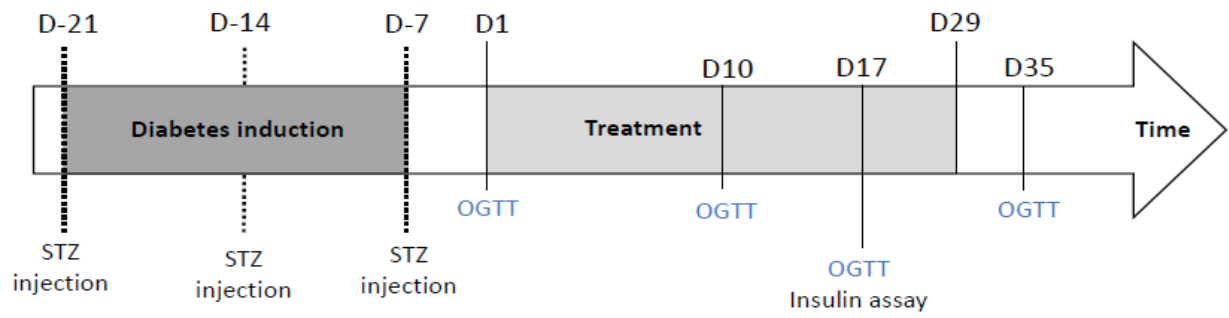 D-21
D-14
D-7
D1
D29
D10
D17
D35
Diabetes induction
Treatment
Time
OGTT
OGTT
OGTT
STZ
injection
STZ
injection
STZ
injection
OGTT
Insulin assay